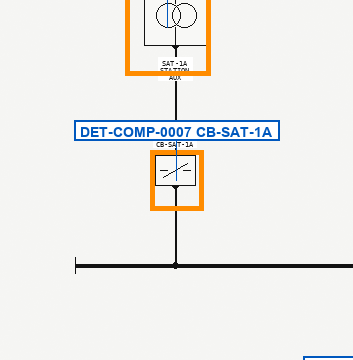 SAT-1A
STATION
AUX
DET-COMP-0007 CB-SAT-1A
CB-SAT-1A